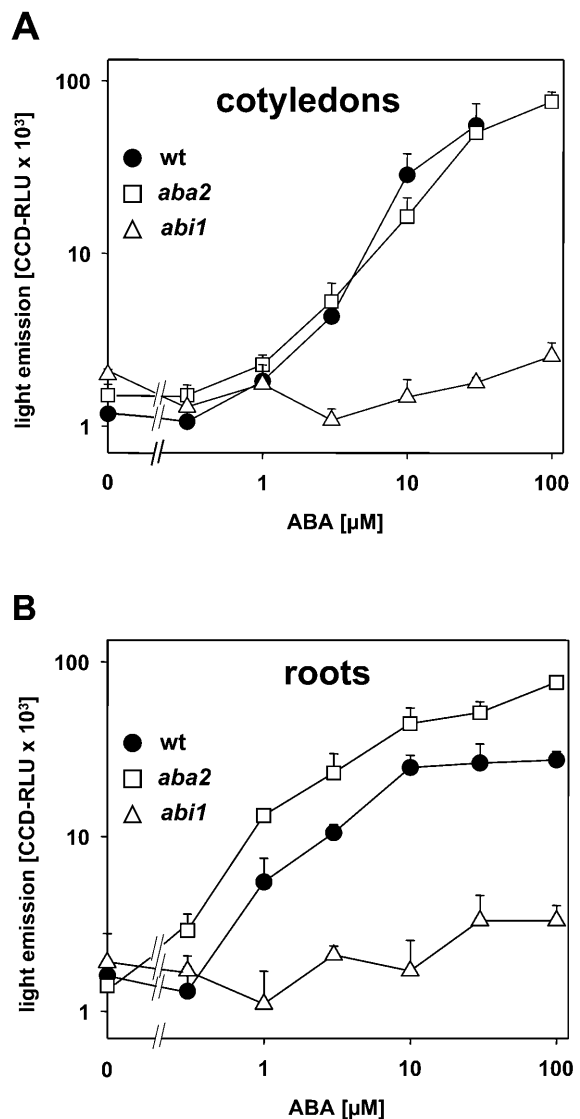 A
cotyledons
wt
aba2
abi1
light emission [CCD-RLU x 10³]
100
10
1
0
1
10
100
ABA [µM]
B
roots
wt
aba2
abi1
light emission [CCD-RLU x 10³]
100
10
1
0
1
10
100
ABA [µM]